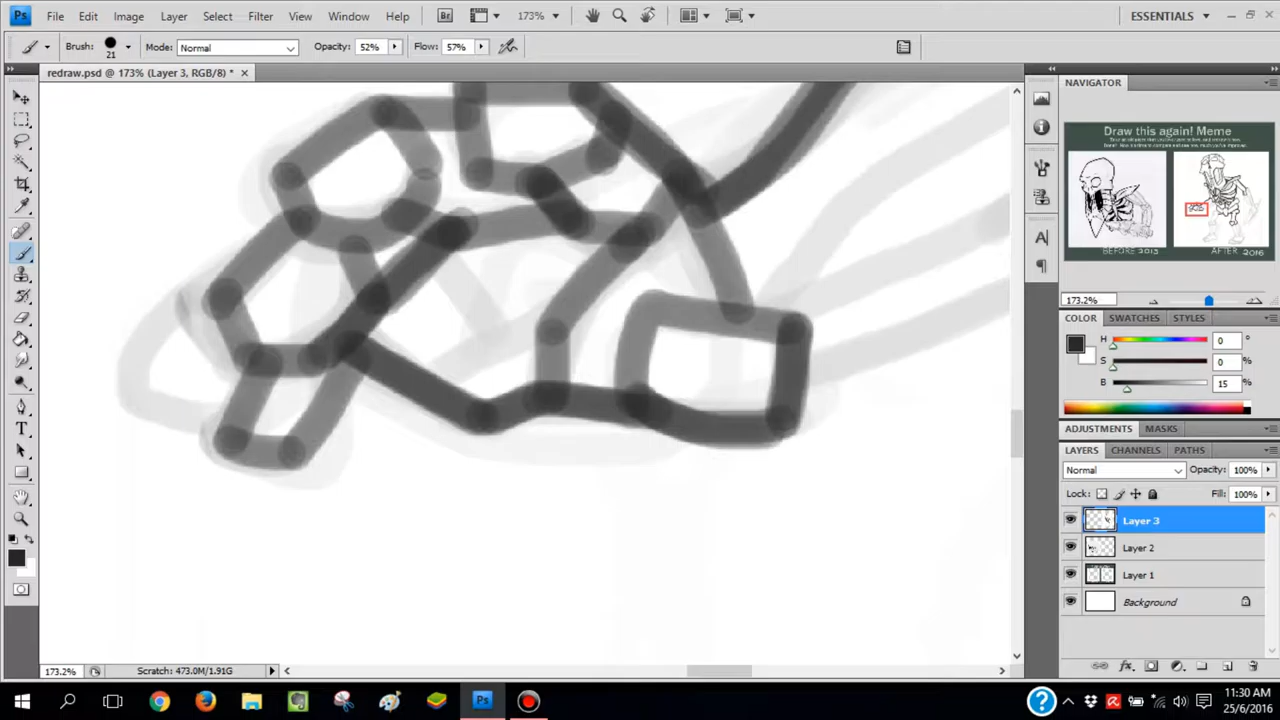 Ps File Edit Image Layer Select Filter View Window Help Br 173% ESSENTIALS
Brush: 21 Mode: Normal Opacity: 52% Flow: 57%
redraw.psd @ 173% (Layer 3, RGB/8) *
NAVIGATOR
Draw this again! Meme
BEFORE 2013 AFTER 2016
173.2%
COLOR SWATCHES STYLES
H 0 °
S 0 %
B 15 %
ADJUSTMENTS MASKS
LAYERS CHANNELS PATHS
Normal Opacity: 100%
Lock: Fill: 100%
Layer 3
Layer 2
Layer 1
Background
173.2% Scratch: 473.0M/1.91G
11:30 AM
25/6/2016